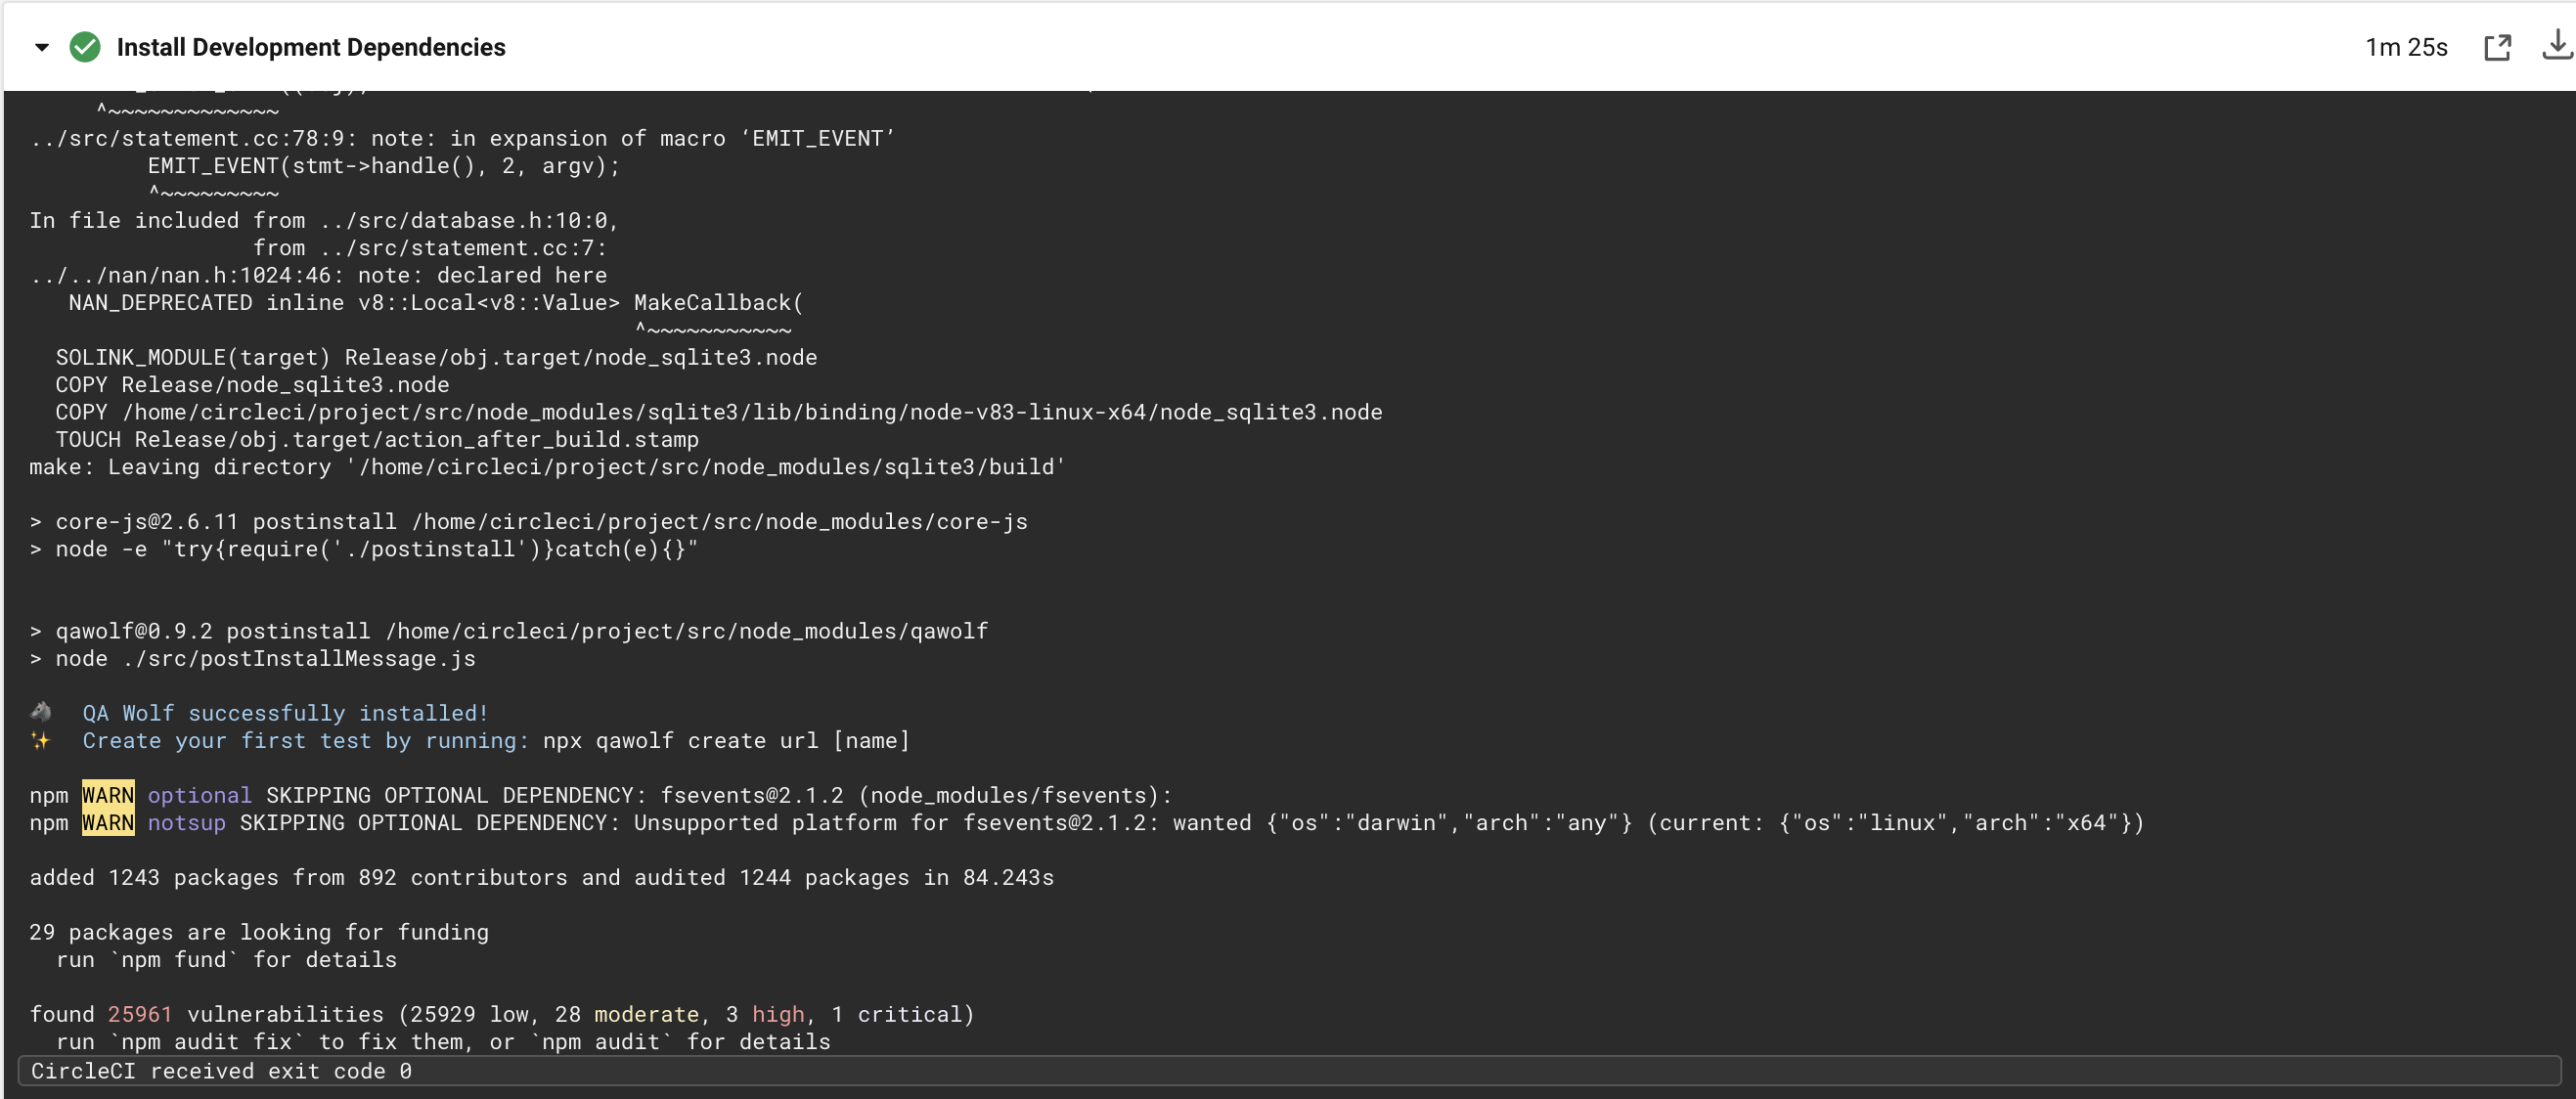 Install Development Dependencies
1m 25s
^~~~~~~~~~~~~~
../src/statement.cc:78:9: note: in expansion of macro ‘EMIT_EVENT’
         EMIT_EVENT(stmt->handle(), 2, argv);
         ^~~~~~~~~~
In file included from ../src/database.h:10:0,
                 from ../src/statement.cc:7:
../../nan/nan.h:1024:46: note: declared here
   NAN_DEPRECATED inline v8::Local<v8::Value> MakeCallback(
                                              ^~~~~~~~~~~~
  SOLINK_MODULE(target) Release/obj.target/node_sqlite3.node
  COPY Release/node_sqlite3.node
  COPY /home/circleci/project/src/node_modules/sqlite3/lib/binding/node-v83-linux-x64/node_sqlite3.node
  TOUCH Release/obj.target/action_after_build.stamp
make: Leaving directory '/home/circleci/project/src/node_modules/sqlite3/build'
> core-js@2.6.11 postinstall /home/circleci/project/src/node_modules/core-js
> node -e "try{require('./postinstall')}catch(e){}"
> qawolf@0.9.2 postinstall /home/circleci/project/src/node_modules/qawolf
> node ./src/postInstallMessage.js
🐺  QA Wolf successfully installed!
✨  Create your first test by running: npx qawolf create url [name]
npm WARN optional SKIPPING OPTIONAL DEPENDENCY: fsevents@2.1.2 (node_modules/fsevents):
npm WARN notsup SKIPPING OPTIONAL DEPENDENCY: Unsupported platform for fsevents@2.1.2: wanted {"os":"darwin","arch":"any"} (current: {"os":"linux","arch":"x64"})
added 1243 packages from 892 contributors and audited 1244 packages in 84.243s
29 packages are looking for funding
  run `npm fund` for details
found 25961 vulnerabilities (25929 low, 28 moderate, 3 high, 1 critical)
  run `npm audit fix` to fix them, or `npm audit` for details
CircleCI received exit code 0